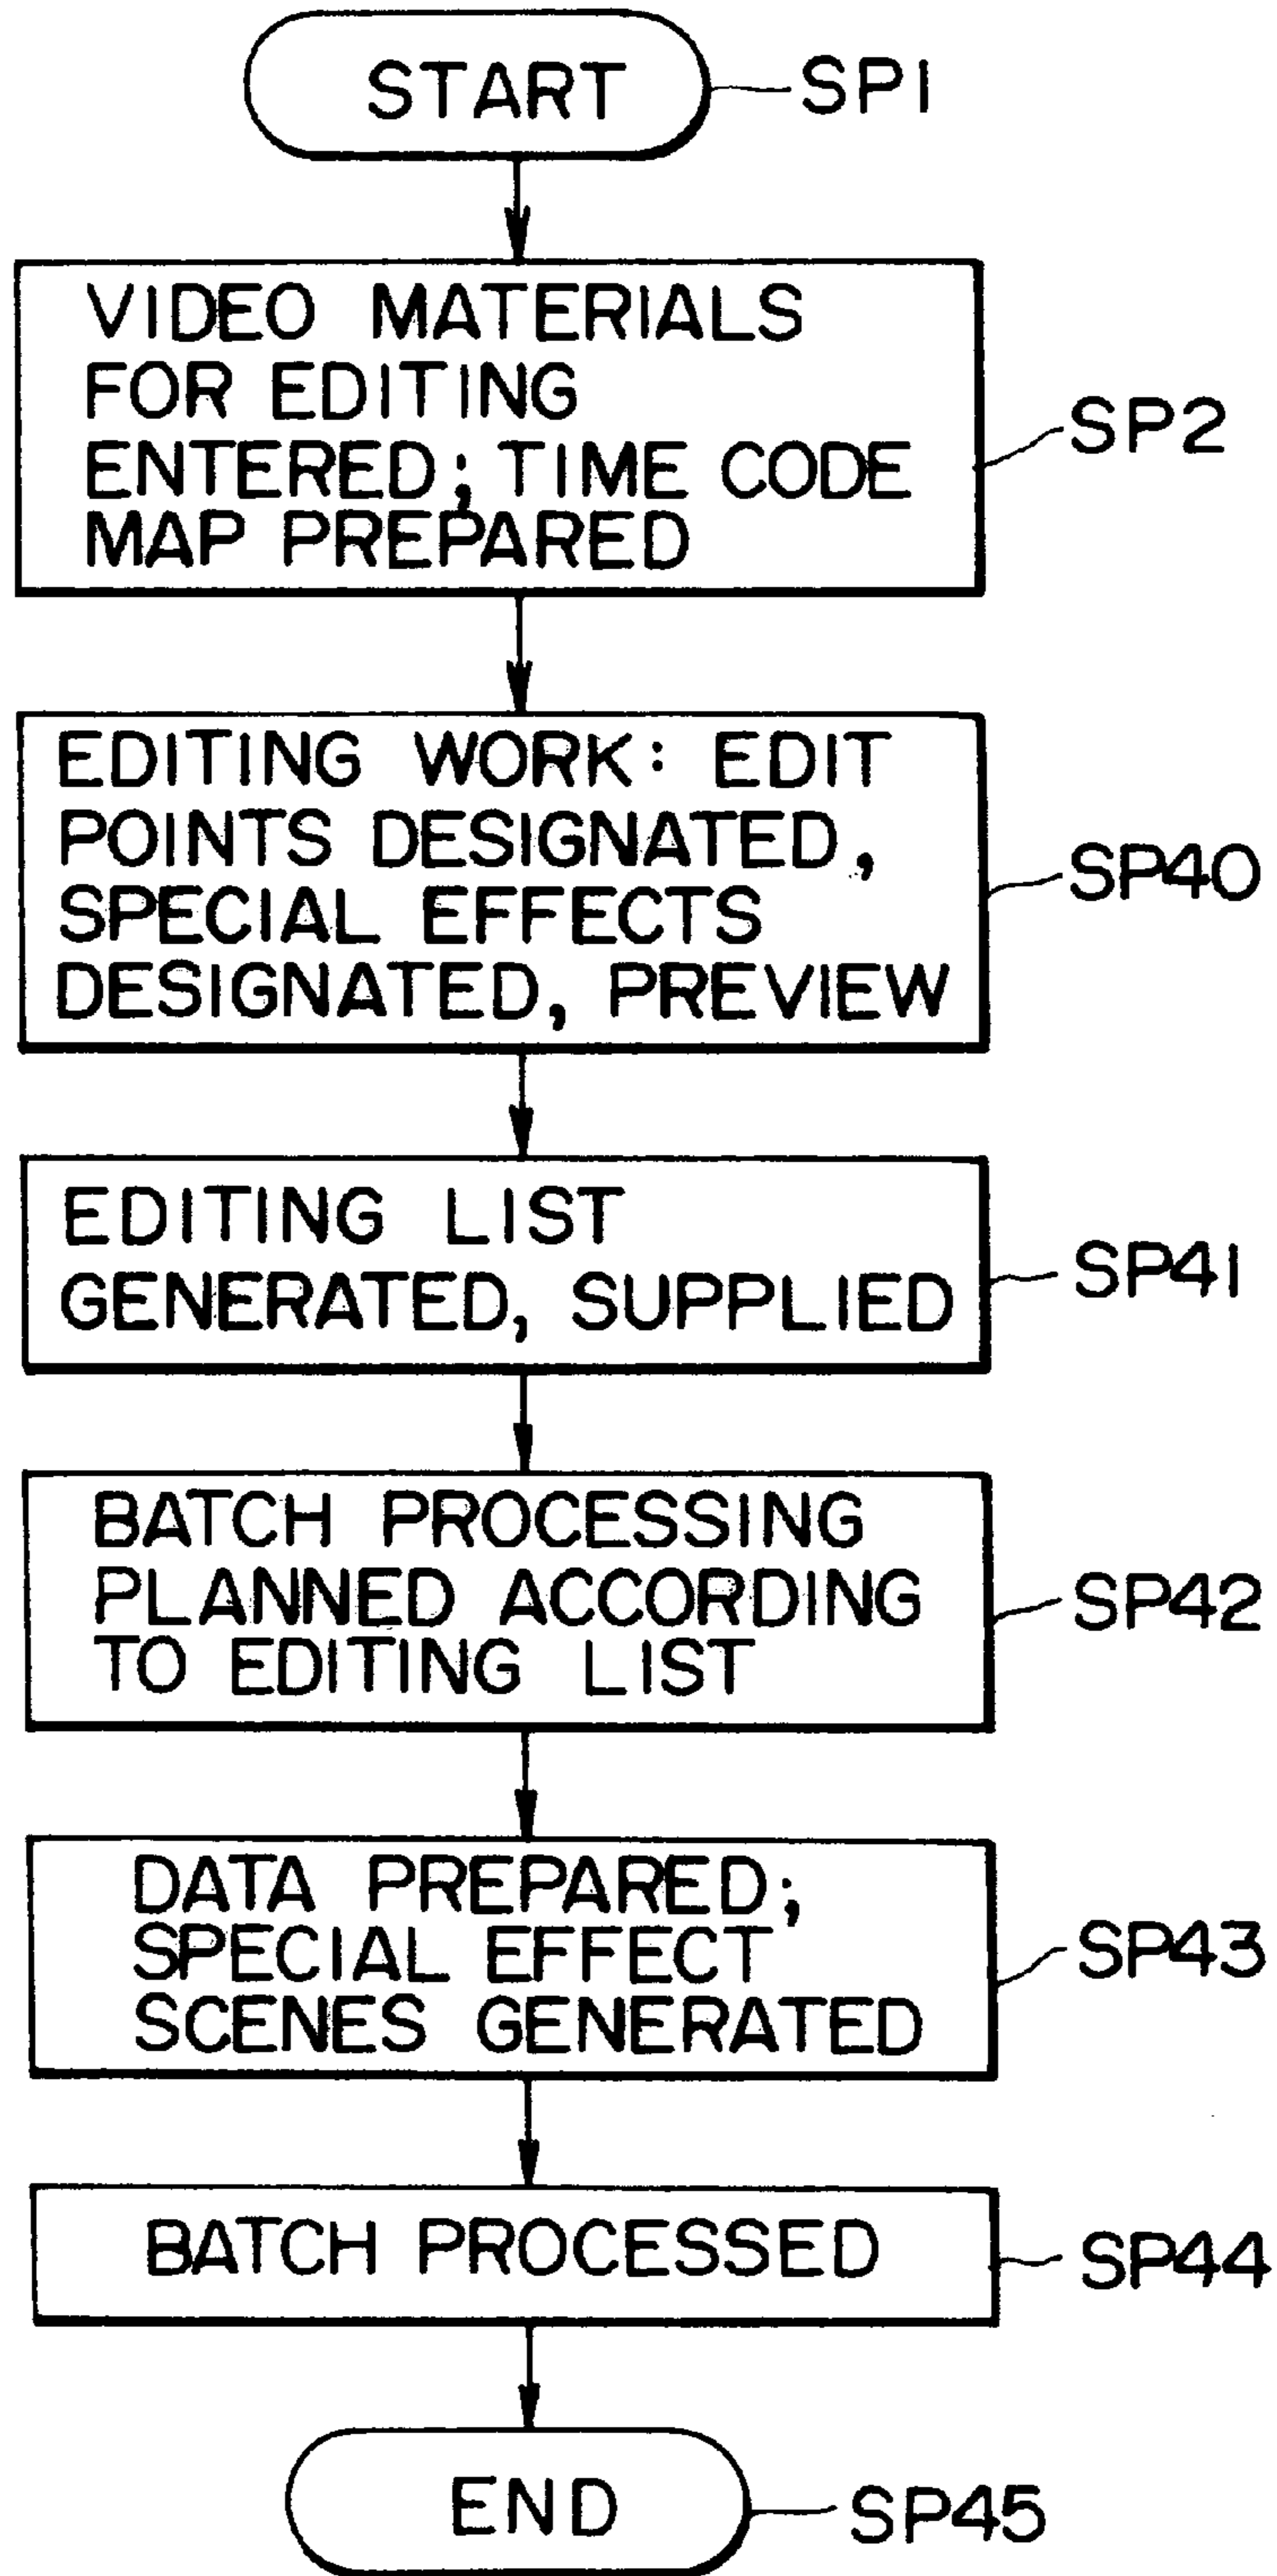 START
SP1
VIDEO MATERIALS
FOR EDITING
ENTERED; TIME CODE
MAP PREPARED
SP2
EDITING WORK: EDIT
POINTS DESIGNATED,
SPECIAL EFFECTS
DESIGNATED, PREVIEW
SP40
EDITING LIST
GENERATED, SUPPLIED
SP41
BATCH PROCESSING
PLANNED ACCORDING
TO EDITING LIST
SP42
DATA PREPARED;
SPECIAL EFFECT
SCENES GENERATED
SP43
BATCH PROCESSED
SP44
END
SP45